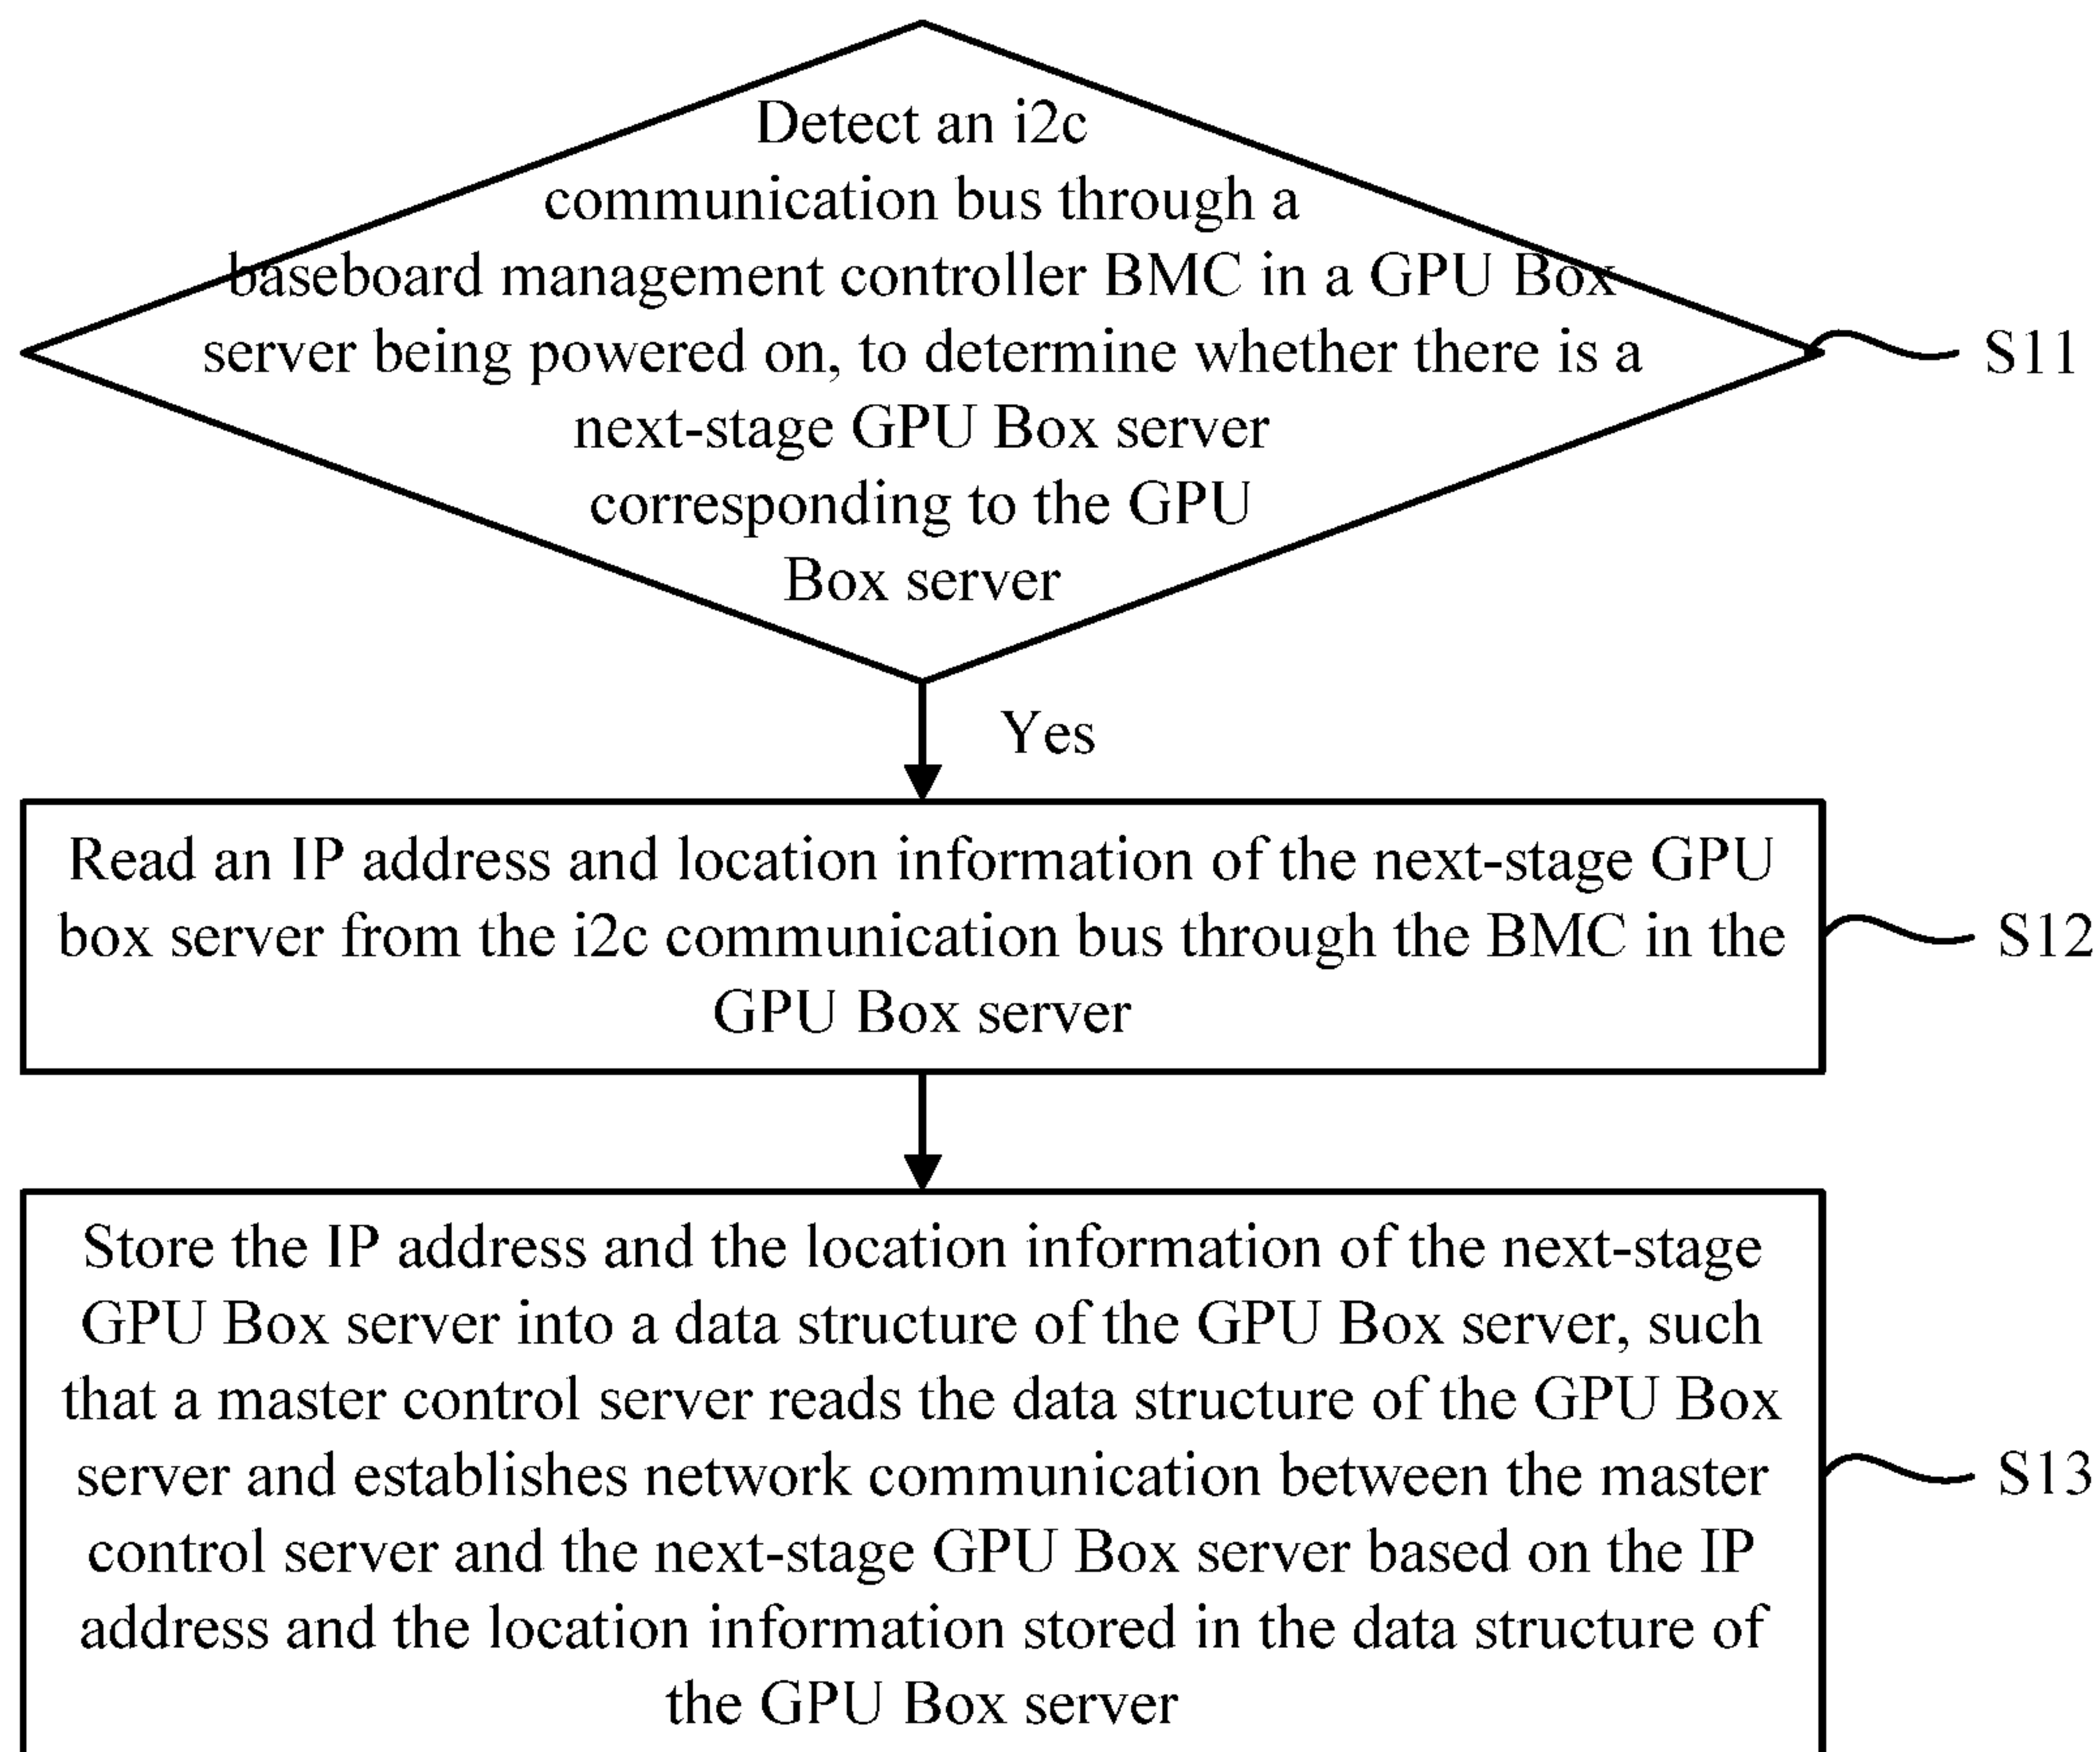 Detect an i2c
communication bus through a
baseboard management controller BMC in a GPU Box
server being powered on, to determine whether there is a
next-stage GPU Box server
corresponding to the GPU
Box server
S11
Yes
Read an IP address and location information of the next-stage GPU
box server from the i2c communication bus through the BMC in the
GPU Box server
S12
Store the IP address and the location information of the next-stage
GPU Box server into a data structure of the GPU Box server, such
that a master control server reads the data structure of the GPU Box
server and establishes network communication between the master
control server and the next-stage GPU Box server based on the IP
address and the location information stored in the data structure of
the GPU Box server
S13